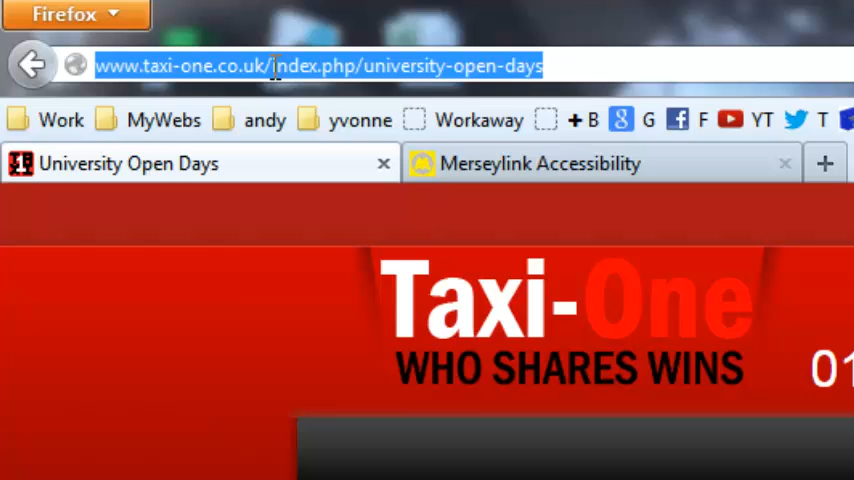 Firefox
www.taxi-one.co.uk/index.php/university-open-days
Work MyWebs andy yvonne Workaway + B g G f F YT T
1 University Open Days × Merseylink Accessibility × +
Taxi-One
WHO SHARES WINS
01